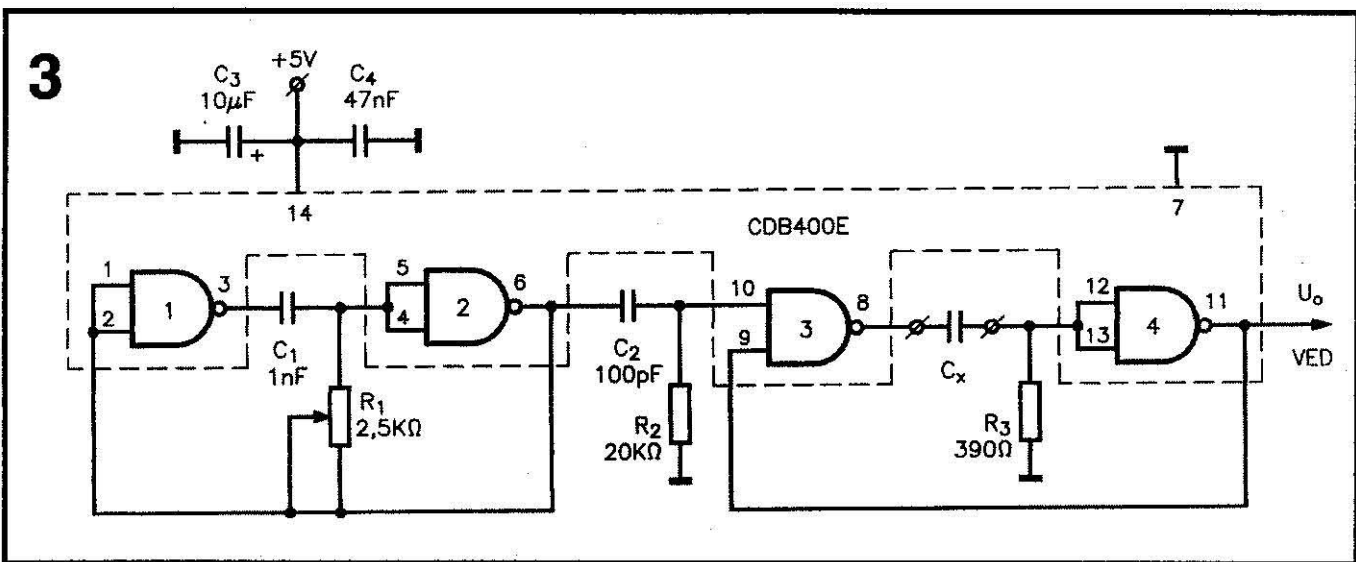 3
+5V
C3
10µF
+
C4
47nF
14
7
CDB400E
1
2
1
3
C1
1nF
5
4
2
6
C2
100pF
10
9
3
8
Cx
12
13
4
11
Uo
VED
R1
2,5KΩ
R2
20KΩ
R3
390Ω